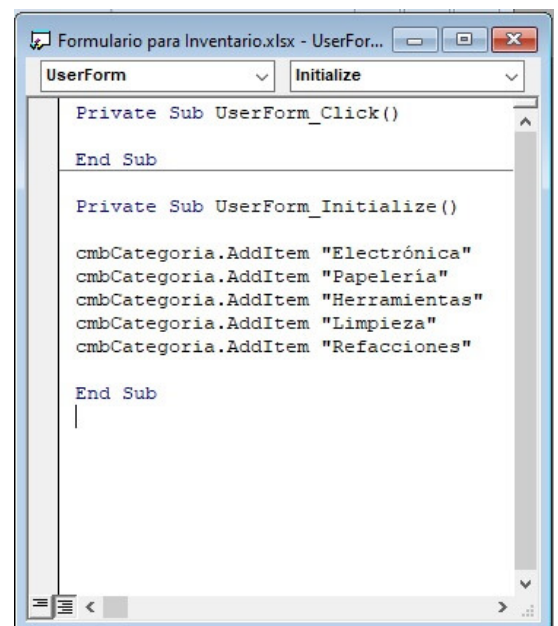 Formulario para Inventario.xlsx - UserFor...
UserForm
Initialize
Private Sub UserForm_Click()
End Sub
Private Sub UserForm_Initialize()
cmbCategoria.AddItem "Electrónica"
cmbCategoria.AddItem "Papelería"
cmbCategoria.AddItem "Herramientas"
cmbCategoria.AddItem "Limpieza"
cmbCategoria.AddItem "Refacciones"
End Sub